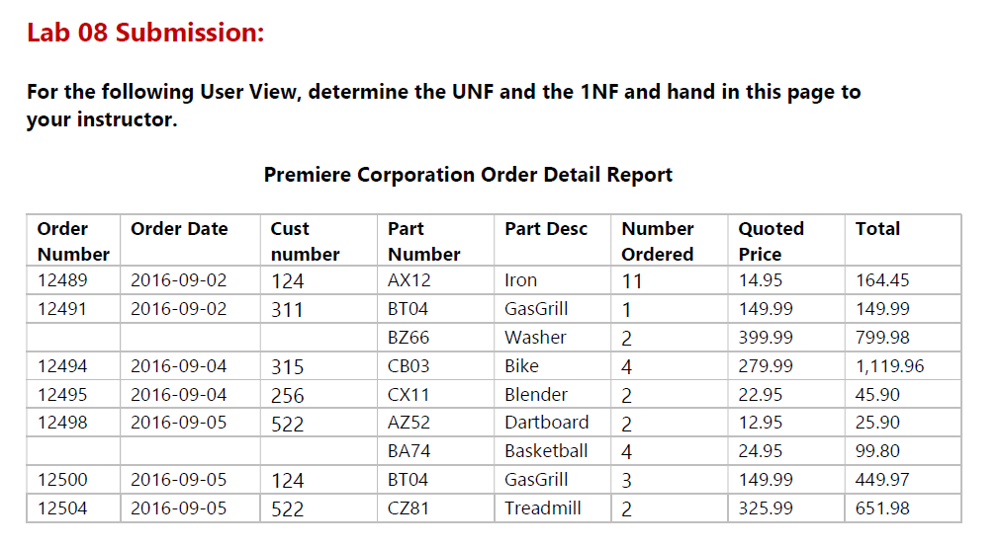 Lab 08 Submission:
For the following User View, determine the UNF and the 1NF and hand in this page to
your instructor.
Premiere Corporation Order Detail Report
Order Number Order Date Cust number Part Number Part Desc Number Ordered Quoted Price Total
12489 2016-09-02 124 AX12 Iron 11 14.95 164.45
12491 2016-09-02 311 BT04 GasGrill 1 149.99 149.99
BZ66 Washer 2 399.99 799.98
12494 2016-09-04 315 CB03 Bike 4 279.99 1,119.96
12495 2016-09-04 256 CX11 Blender 2 22.95 45.90
12498 2016-09-05 522 AZ52 Dartboard 2 12.95 25.90
BA74 Basketball 4 24.95 99.80
12500 2016-09-05 124 BT04 GasGrill 3 149.99 449.97
12504 2016-09-05 522 CZ81 Treadmill 2 325.99 651.98